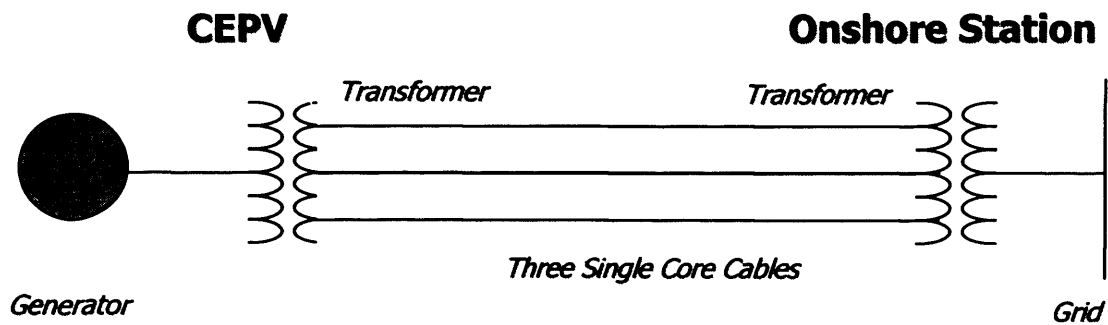 CEPV
Onshore Station
Transformer
Transformer
Three Single Core Cables
Generator
Grid